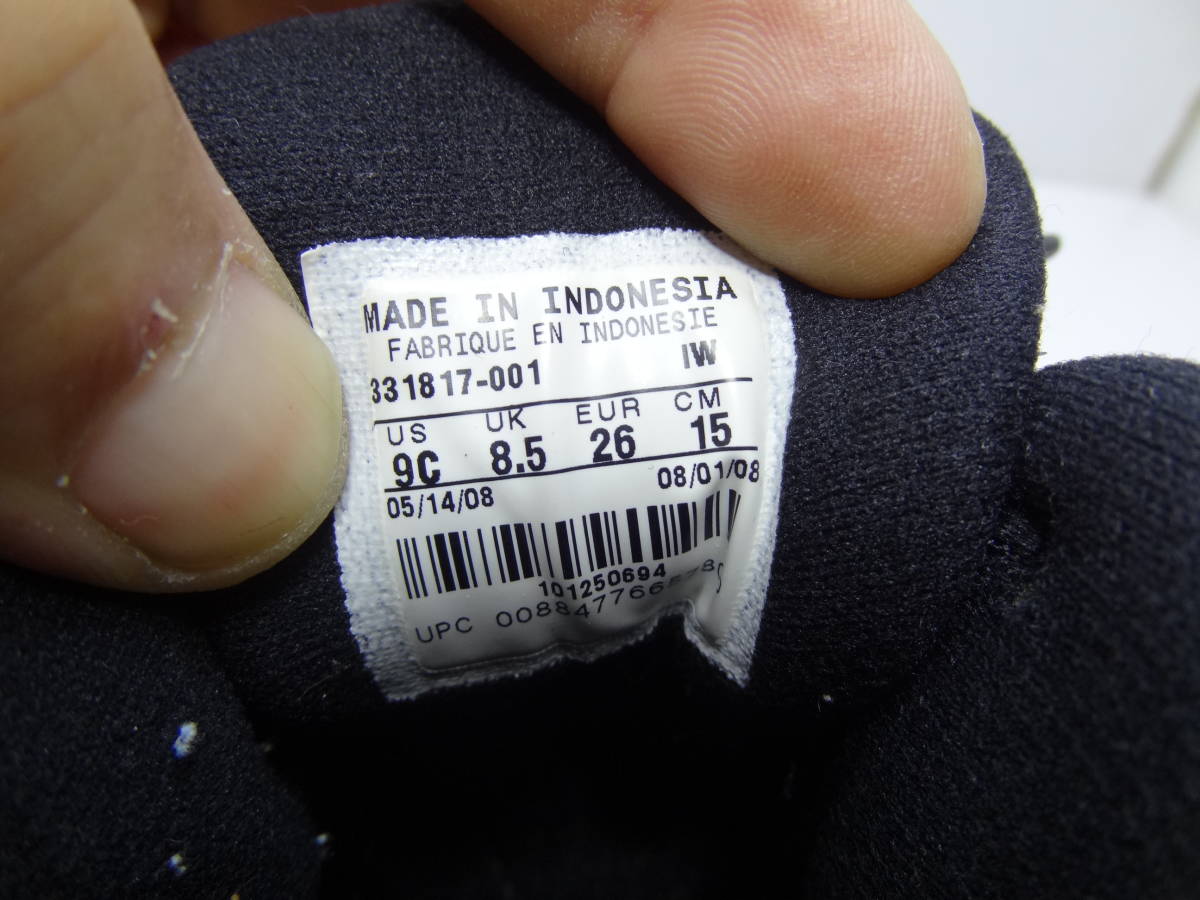 MADE IN INDONESIA
FABRIQUE EN INDONESIE
331817-001 IW
US UK EUR CM
9C 8.5 26 15
05/14/08 08/01/08
101250694
UPC